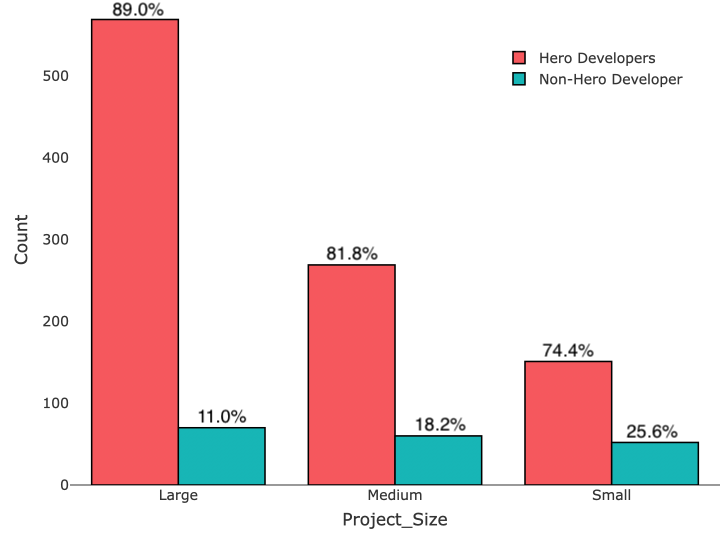 89.0%
500
Hero Developers
Non-Hero Developer
400
300
81.8%
200
74.4%
100
11.0%
18.2%
25.6%
0
Large
Medium
Small
Count
Project_Size